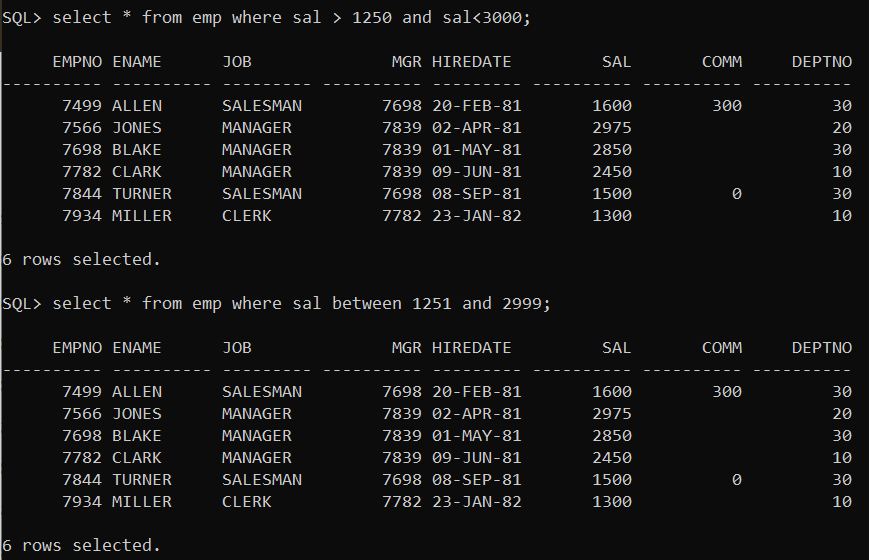 SQL> select * from emp where sal > 1250 and sal<3000;
     EMPNO ENAME      JOB              MGR HIREDATE         SAL       COMM     DEPTNO
---------- ---------- --------- ---------- --------- ---------- ---------- ----------
      7499 ALLEN      SALESMAN        7698 20-FEB-81       1600        300         30
      7566 JONES      MANAGER         7839 02-APR-81       2975                    20
      7698 BLAKE      MANAGER         7839 01-MAY-81       2850                    30
      7782 CLARK      MANAGER         7839 09-JUN-81       2450                    10
      7844 TURNER     SALESMAN        7698 08-SEP-81       1500          0         30
      7934 MILLER     CLERK           7782 23-JAN-82       1300                    10
6 rows selected.
SQL> select * from emp where sal between 1251 and 2999;
     EMPNO ENAME      JOB              MGR HIREDATE         SAL       COMM     DEPTNO
---------- ---------- --------- ---------- --------- ---------- ---------- ----------
      7499 ALLEN      SALESMAN        7698 20-FEB-81       1600        300         30
      7566 JONES      MANAGER         7839 02-APR-81       2975                    20
      7698 BLAKE      MANAGER         7839 01-MAY-81       2850                    30
      7782 CLARK      MANAGER         7839 09-JUN-81       2450                    10
      7844 TURNER     SALESMAN        7698 08-SEP-81       1500          0         30
      7934 MILLER     CLERK           7782 23-JAN-82       1300                    10
6 rows selected.